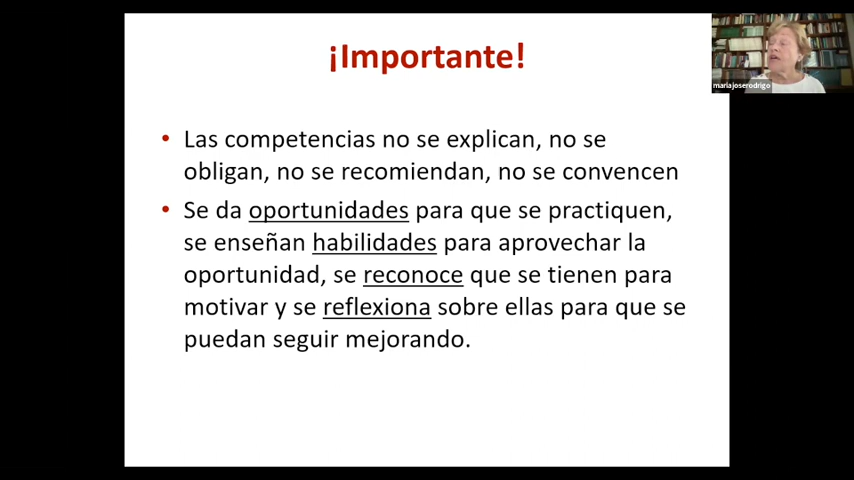 ¡Importante!
mariajoserodrigo
• Las competencias no se explican, no se
obligan, no se recomiendan, no se convencen
• Se da oportunidades para que se practiquen,
se enseñan habilidades para aprovechar la
oportunidad, se reconoce que se tienen para
motivar y se reflexiona sobre ellas para que se
puedan seguir mejorando.